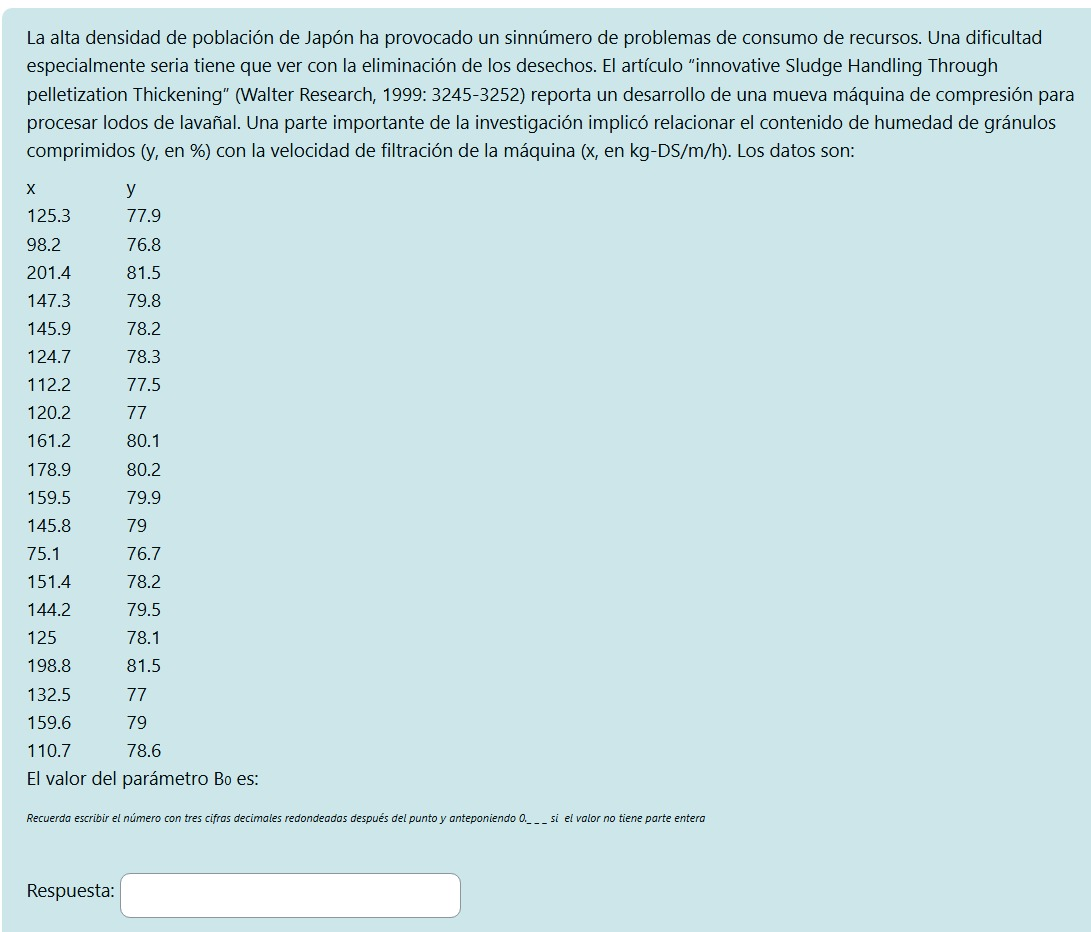 La alta densidad de población de Japón ha provocado un sinnúmero de problemas de consumo de recursos. Una dificultad
especialmente seria tiene que ver con la eliminación de los desechos. El artículo “innovative Sludge Handling Through
pelletization Thickening” (Walter Research, 1999: 3245-3252) reporta un desarrollo de una mueva máquina de compresión para
procesar lodos de lavañal. Una parte importante de la investigación implicó relacionar el contenido de humedad de gránulos
comprimidos (y, en %) con la velocidad de filtración de la máquina (x, en kg-DS/m/h). Los datos son:
x y
125.3 77.9
98.2 76.8
201.4 81.5
147.3 79.8
145.9 78.2
124.7 78.3
112.2 77.5
120.2 77
161.2 80.1
178.9 80.2
159.5 79.9
145.8 79
75.1 76.7
151.4 78.2
144.2 79.5
125 78.1
198.8 81.5
132.5 77
159.6 79
110.7 78.6
El valor del parámetro B₀ es:
Recuerda escribir el número con tres cifras decimales redondeadas después del punto y anteponiendo 0._ _ _ si el valor no tiene parte entera
Respuesta: